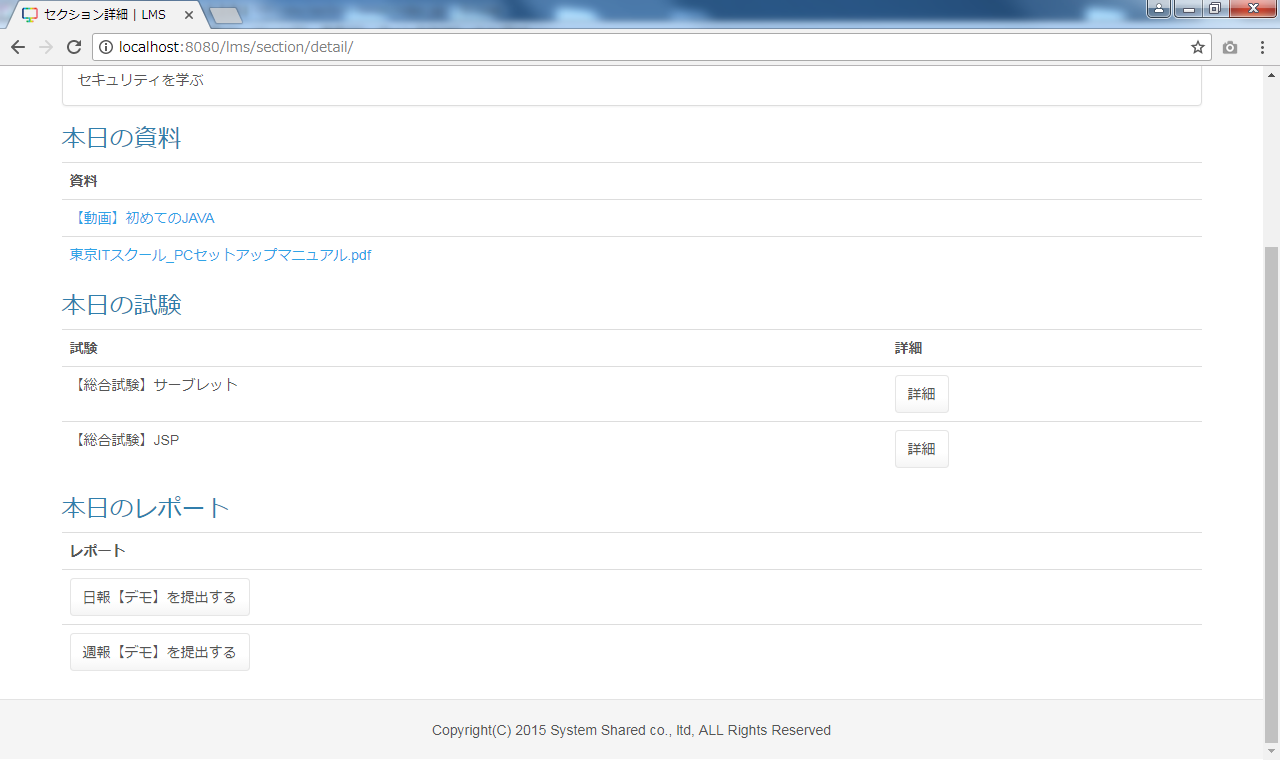 セクション詳細 | LMS
localhost:8080/lms/section/detail/
セキュリティを学ぶ
本日の資料
資料
【動画】初めてのJAVA
東京ITスクール_PCセットアップマニュアル.pdf
本日の試験
試験 詳細
【総合試験】サーブレット 詳細
【総合試験】JSP 詳細
本日のレポート
レポート
日報【デモ】を提出する
週報【デモ】を提出する
Copyright(C) 2015 System Shared co., ltd, ALL Rights Reserved